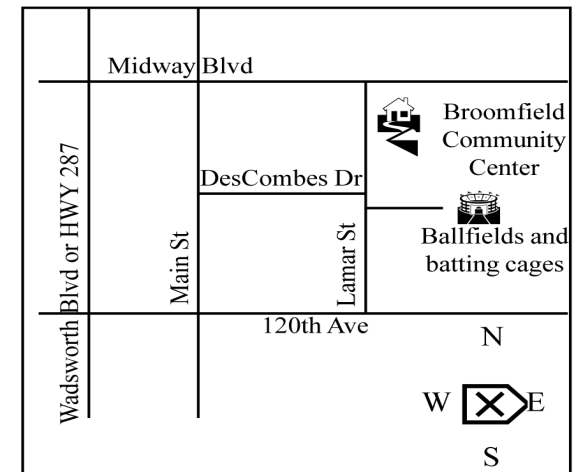 Midway Blvd
Broomfield
Community
Center
DesCombes Dr
Ballfields and
batting cages
Wadsworth Blvd or HWY 287
Main St
Lamar St
120th Ave
N
W E
S